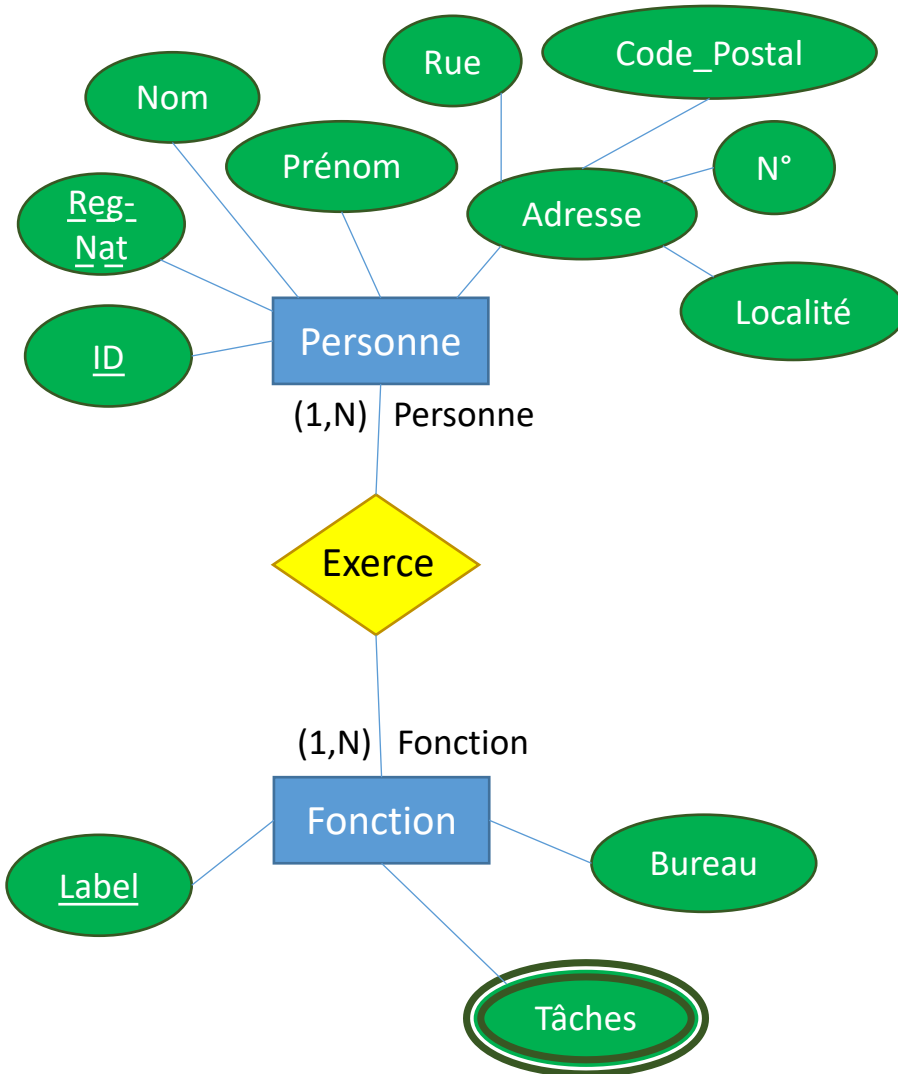 Rue
Code_Postal
Nom
Prénom
N°
Reg-
Nat
Adresse
Localité
ID
Personne
(1,N) Personne
Exerce
(1,N) Fonction
Fonction
Label
Bureau
Tâches